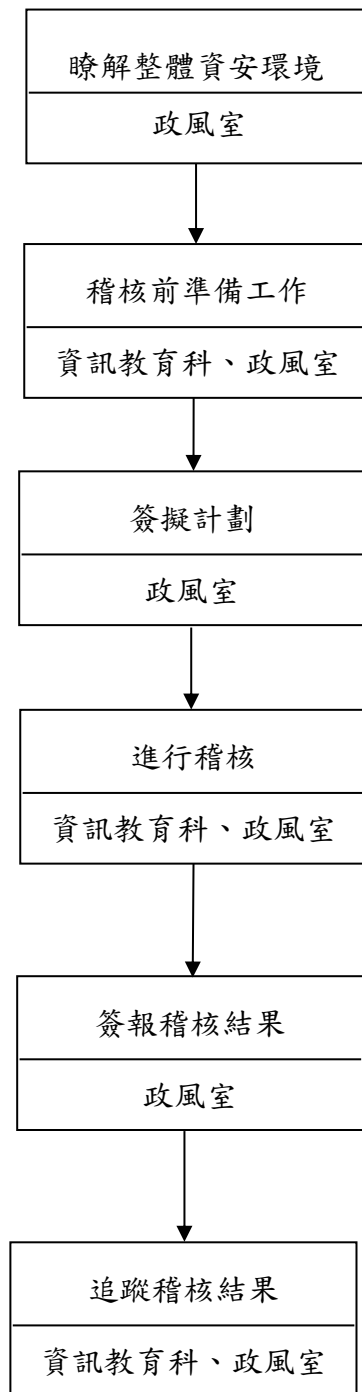 瞭解整體資安環境
政風室
稽核前準備工作
資訊教育科、政風室
簽擬計劃
政風室
進行稽核
資訊教育科、政風室
簽報稽核結果
政風室
追蹤稽核結果
資訊教育科、政風室